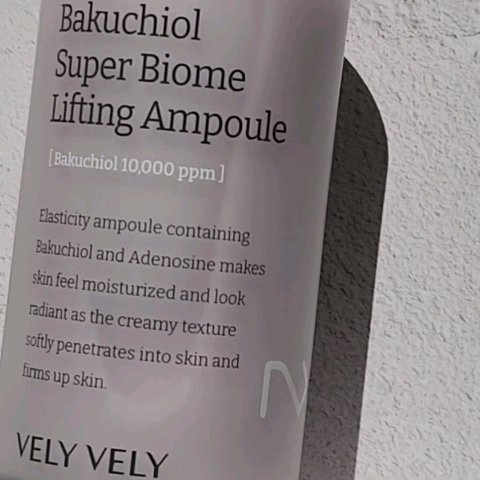 Bakuchiol
Super Biome
Lifting Ampoule
[ Bakuchiol 10,000 ppm ]
Elasticity ampoule containing
Bakuchiol and Adenosine makes
skin feel moisturized and look
radiant as the creamy texture
softly penetrates into skin and
firms up skin.
VELY VELY